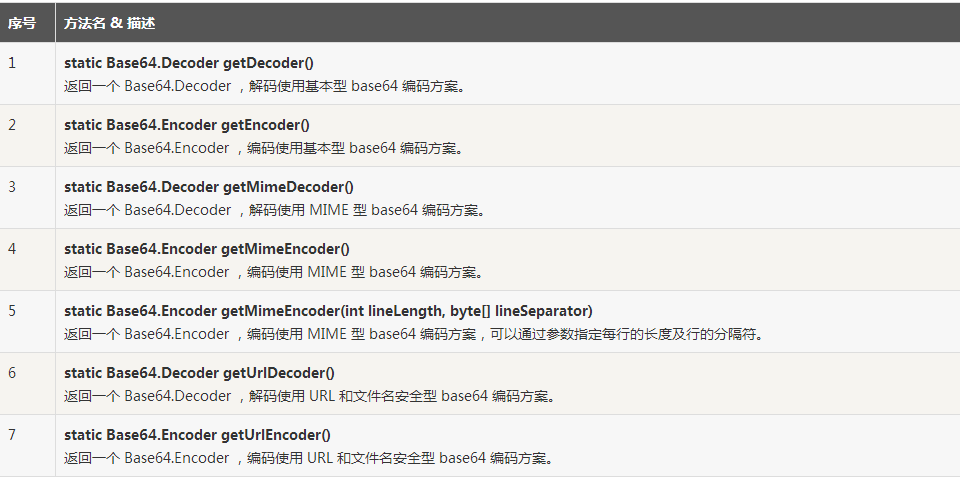 序号 方法名 & 描述
1 static Base64.Decoder getDecoder()
返回一个 Base64.Decoder ，解码使用基本型 base64 编码方案。
2 static Base64.Encoder getEncoder()
返回一个 Base64.Encoder ，编码使用基本型 base64 编码方案。
3 static Base64.Decoder getMimeDecoder()
返回一个 Base64.Decoder ，解码使用 MIME 型 base64 编码方案。
4 static Base64.Encoder getMimeEncoder()
返回一个 Base64.Encoder ，编码使用 MIME 型 base64 编码方案。
5 static Base64.Encoder getMimeEncoder(int lineLength, byte[] lineSeparator)
返回一个 Base64.Encoder ，编码使用 MIME 型 base64 编码方案，可以通过参数指定每行的长度及行的分隔符。
6 static Base64.Decoder getUrlDecoder()
返回一个 Base64.Decoder ，解码使用 URL 和文件名安全型 base64 编码方案。
7 static Base64.Encoder getUrlEncoder()
返回一个 Base64.Encoder ，编码使用 URL 和文件名安全型 base64 编码方案。